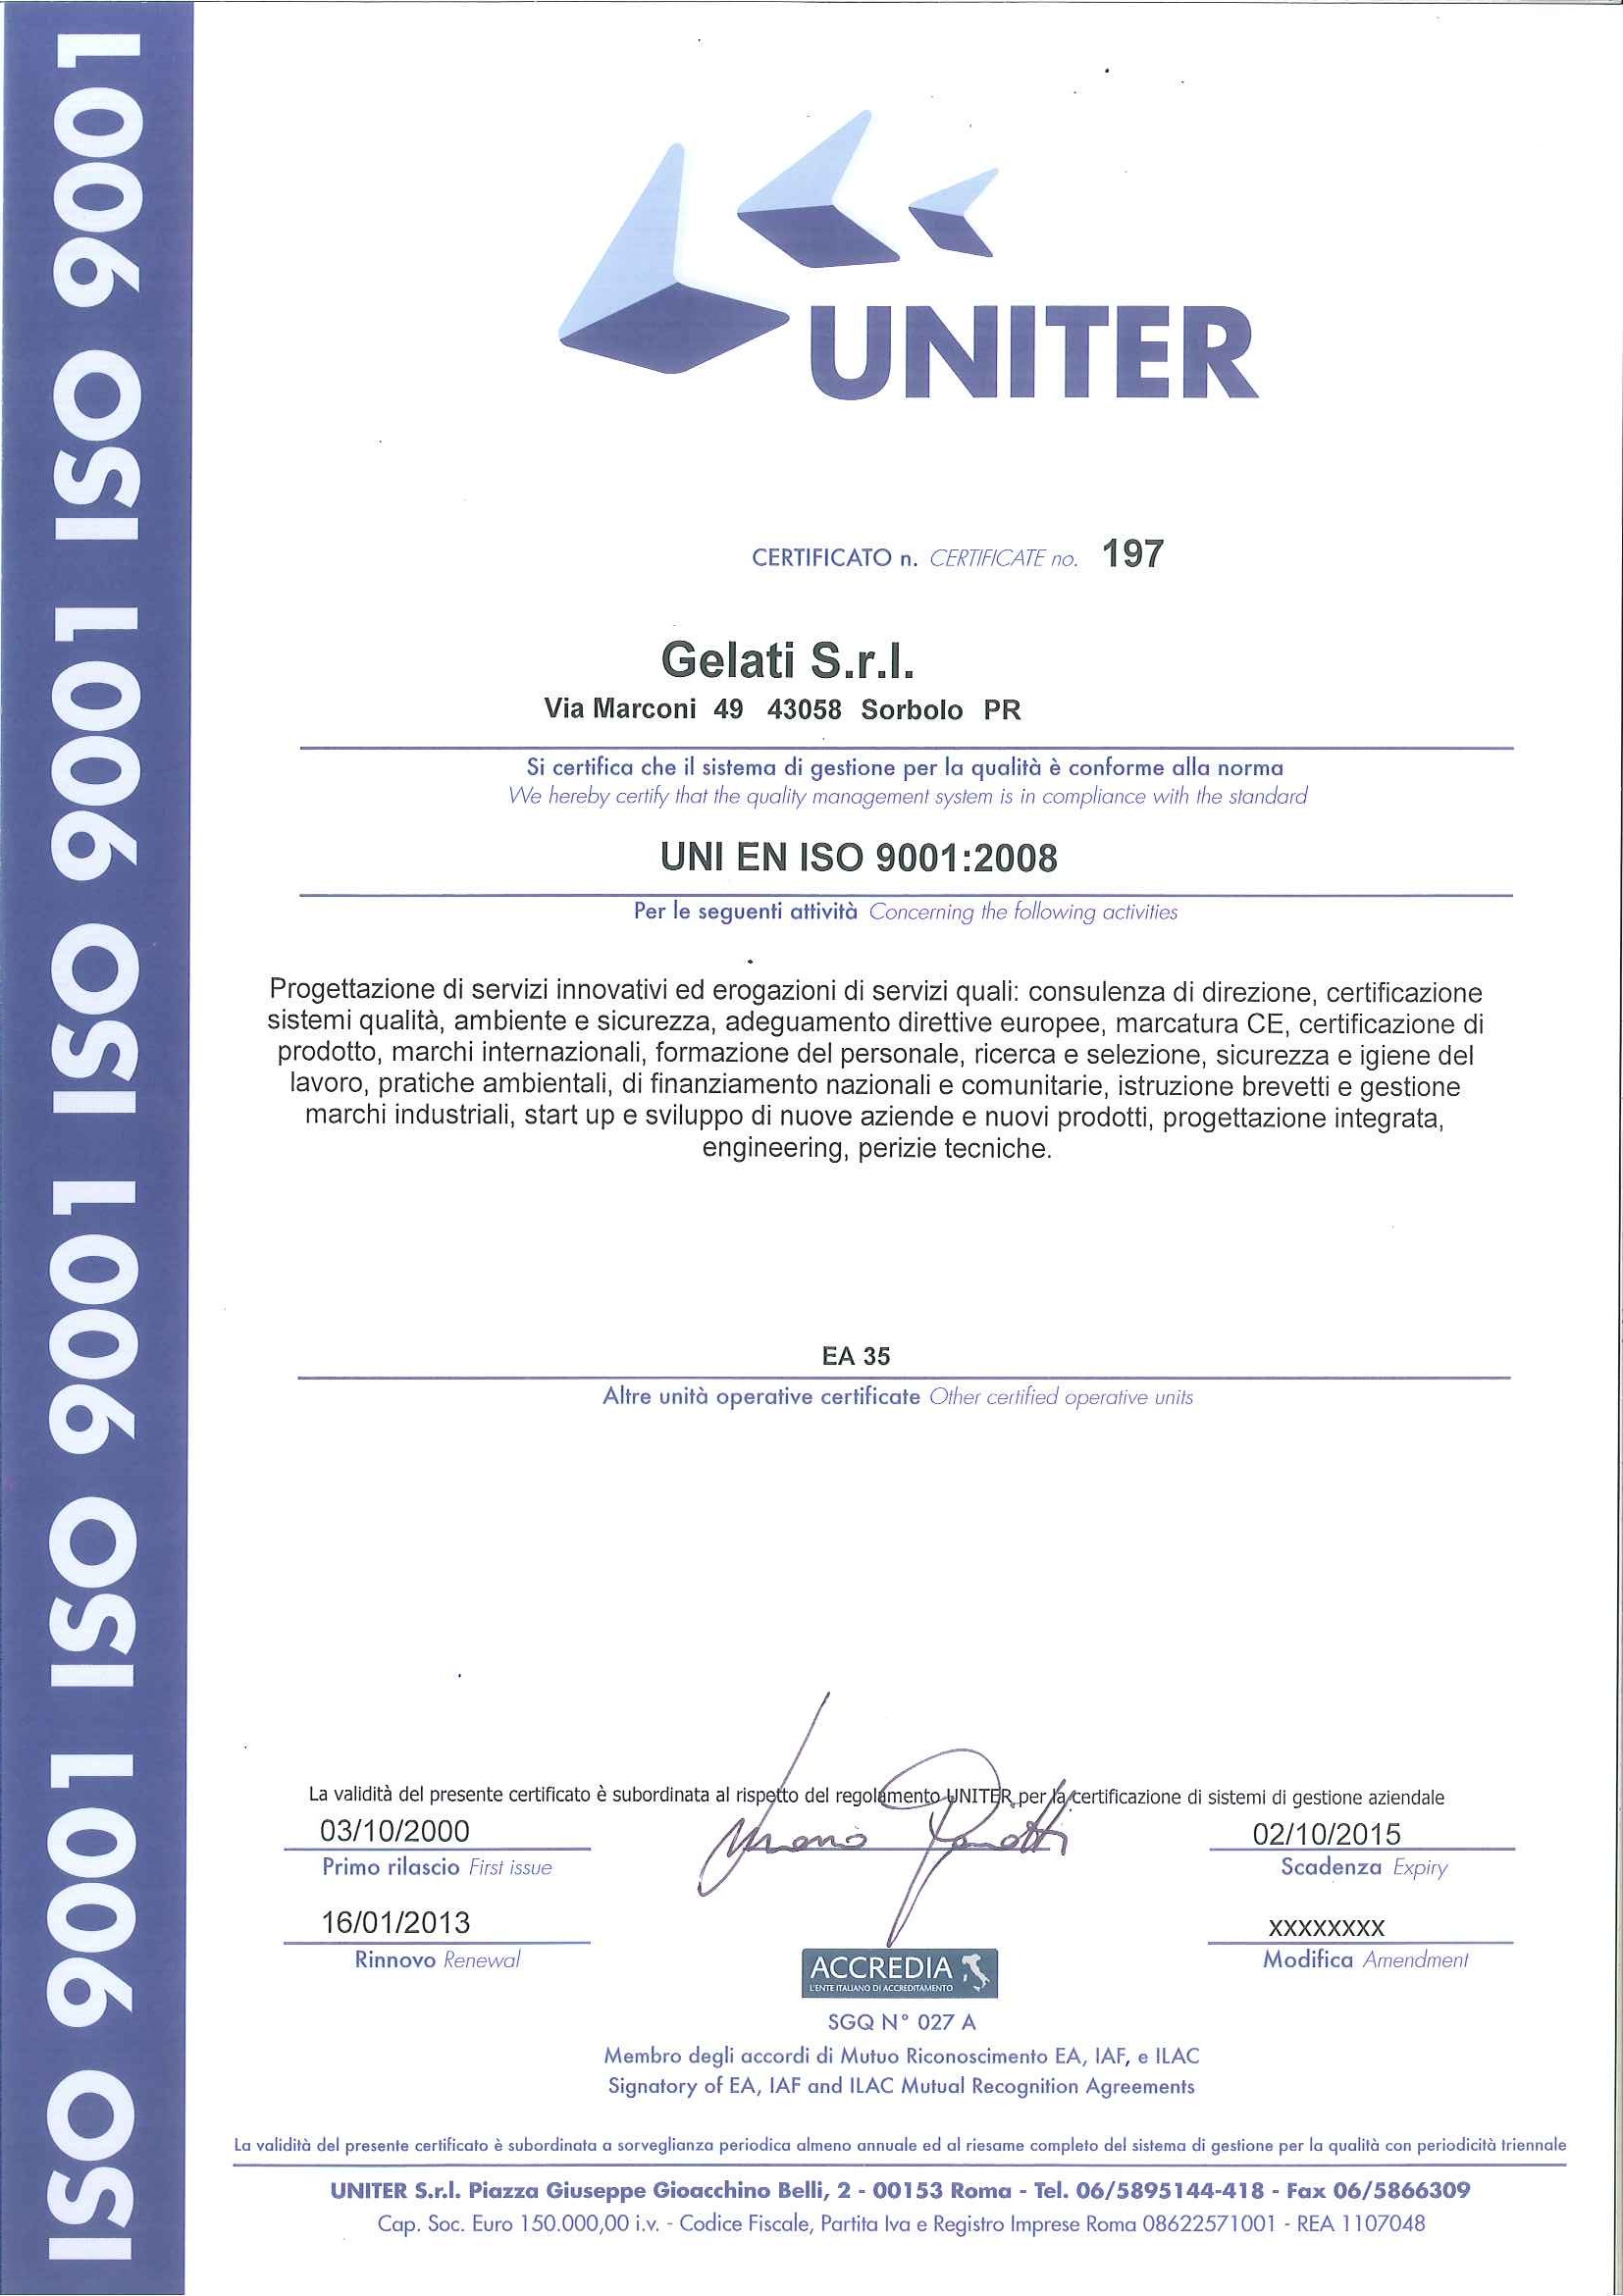 ISO 9001 ISO 9001 ISO 9001 ISO 9001
UNITER
CERTIFICATO n. CERTIFICATE no. 197
Gelati S.r.l.
Via Marconi 49 43058 Sorbolo PR
Si certifica che il sistema di gestione per la qualità è conforme alla norma
We hereby certify that the quality management system is in compliance with the standard
UNI EN ISO 9001:2008
Per le seguenti attività Concerning the following activities
Progettazione di servizi innovativi ed erogazioni di servizi quali: consulenza di direzione, certificazione
sistemi qualità, ambiente e sicurezza, adeguamento direttive europee, marcatura CE, certificazione di
prodotto, marchi internazionali, formazione del personale, ricerca e selezione, sicurezza e igiene del
lavoro, pratiche ambientali, di finanziamento nazionali e comunitarie, istruzione brevetti e gestione
marchi industriali, start up e sviluppo di nuove aziende e nuovi prodotti, progettazione integrata,
engineering, perizie tecniche.
EA 35
Altre unità operative certificate Other certified operative units
La validità del presente certificato è subordinata al rispetto del regolamento UNITER per la certificazione di sistemi di gestione aziendale
03/10/2000
Primo rilascio First issue
02/10/2015
Scadenza Expiry
16/01/2013
Rinnovo Renewal
XXXXXXXX
Modifica Amendment
ACCREDIA
L'ENTE ITALIANO DI ACCREDITAMENTO
SGQ N° 027 A
Membro degli accordi di Mutuo Riconoscimento EA, IAF, e ILAC
Signatory of EA, IAF and ILAC Mutual Recognition Agreements
La validità del presente certificato è subordinata a sorveglianza periodica almeno annuale ed al riesame completo del sistema di gestione per la qualità con periodicità triennale
UNITER S.r.l. Piazza Giuseppe Gioacchino Belli, 2 - 00153 Roma - Tel. 06/5895144-418 - Fax 06/5866309
Cap. Soc. Euro 150.000,00 i.v. - Codice Fiscale, Partita Iva e Registro Imprese Roma 08622571001 - REA 1107048